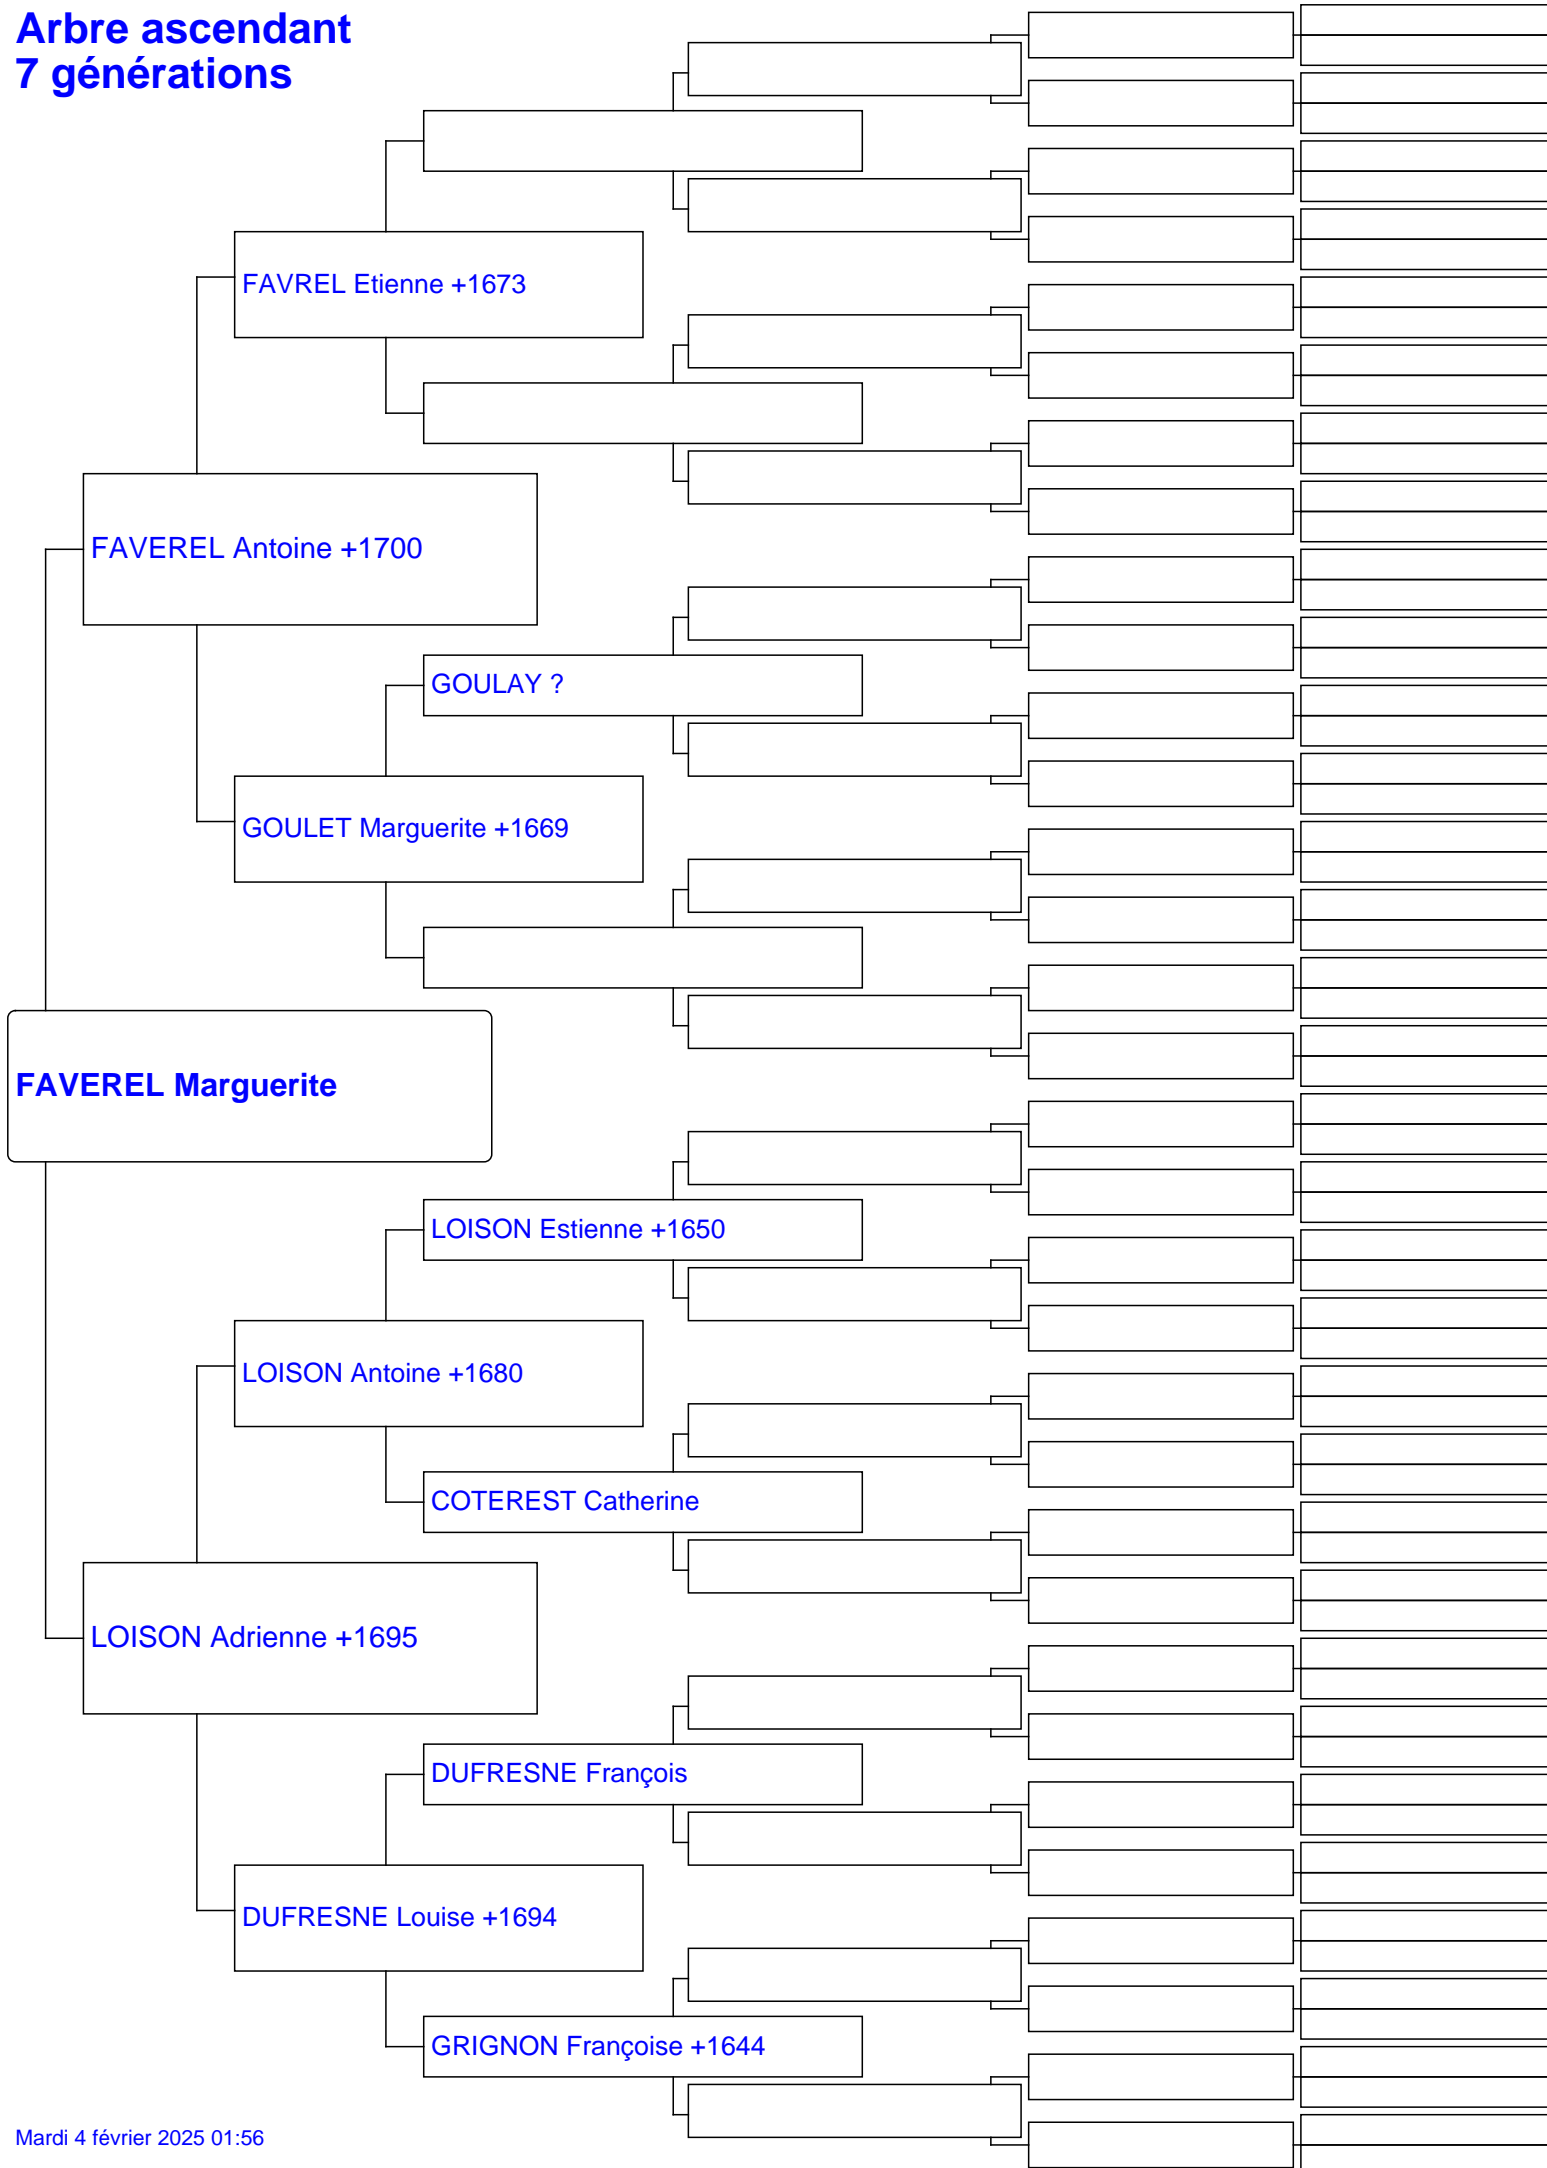 Arbre ascendant
7 générations
FAVREL Etienne +1673
FAVEREL Antoine +1700
GOULAY ?
GOULET Marguerite +1669
FAVEREL Marguerite
LOISON Estienne +1650
LOISON Antoine +1680
COTEREST Catherine
LOISON Adrienne +1695
DUFRESNE François
DUFRESNE Louise +1694
GRIGNON Françoise +1644
Mardi 4 février 2025 01:56